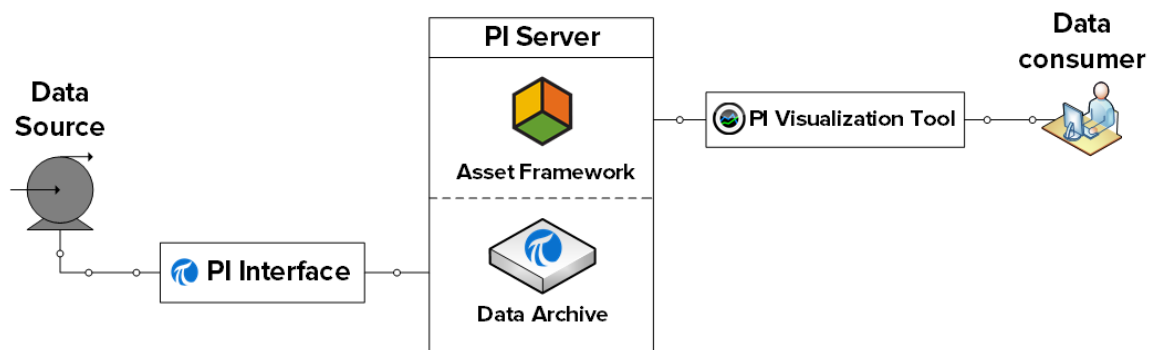 Data
Source
PI Interface
PI Server
Asset Framework
Data Archive
PI Visualization Tool
Data
consumer